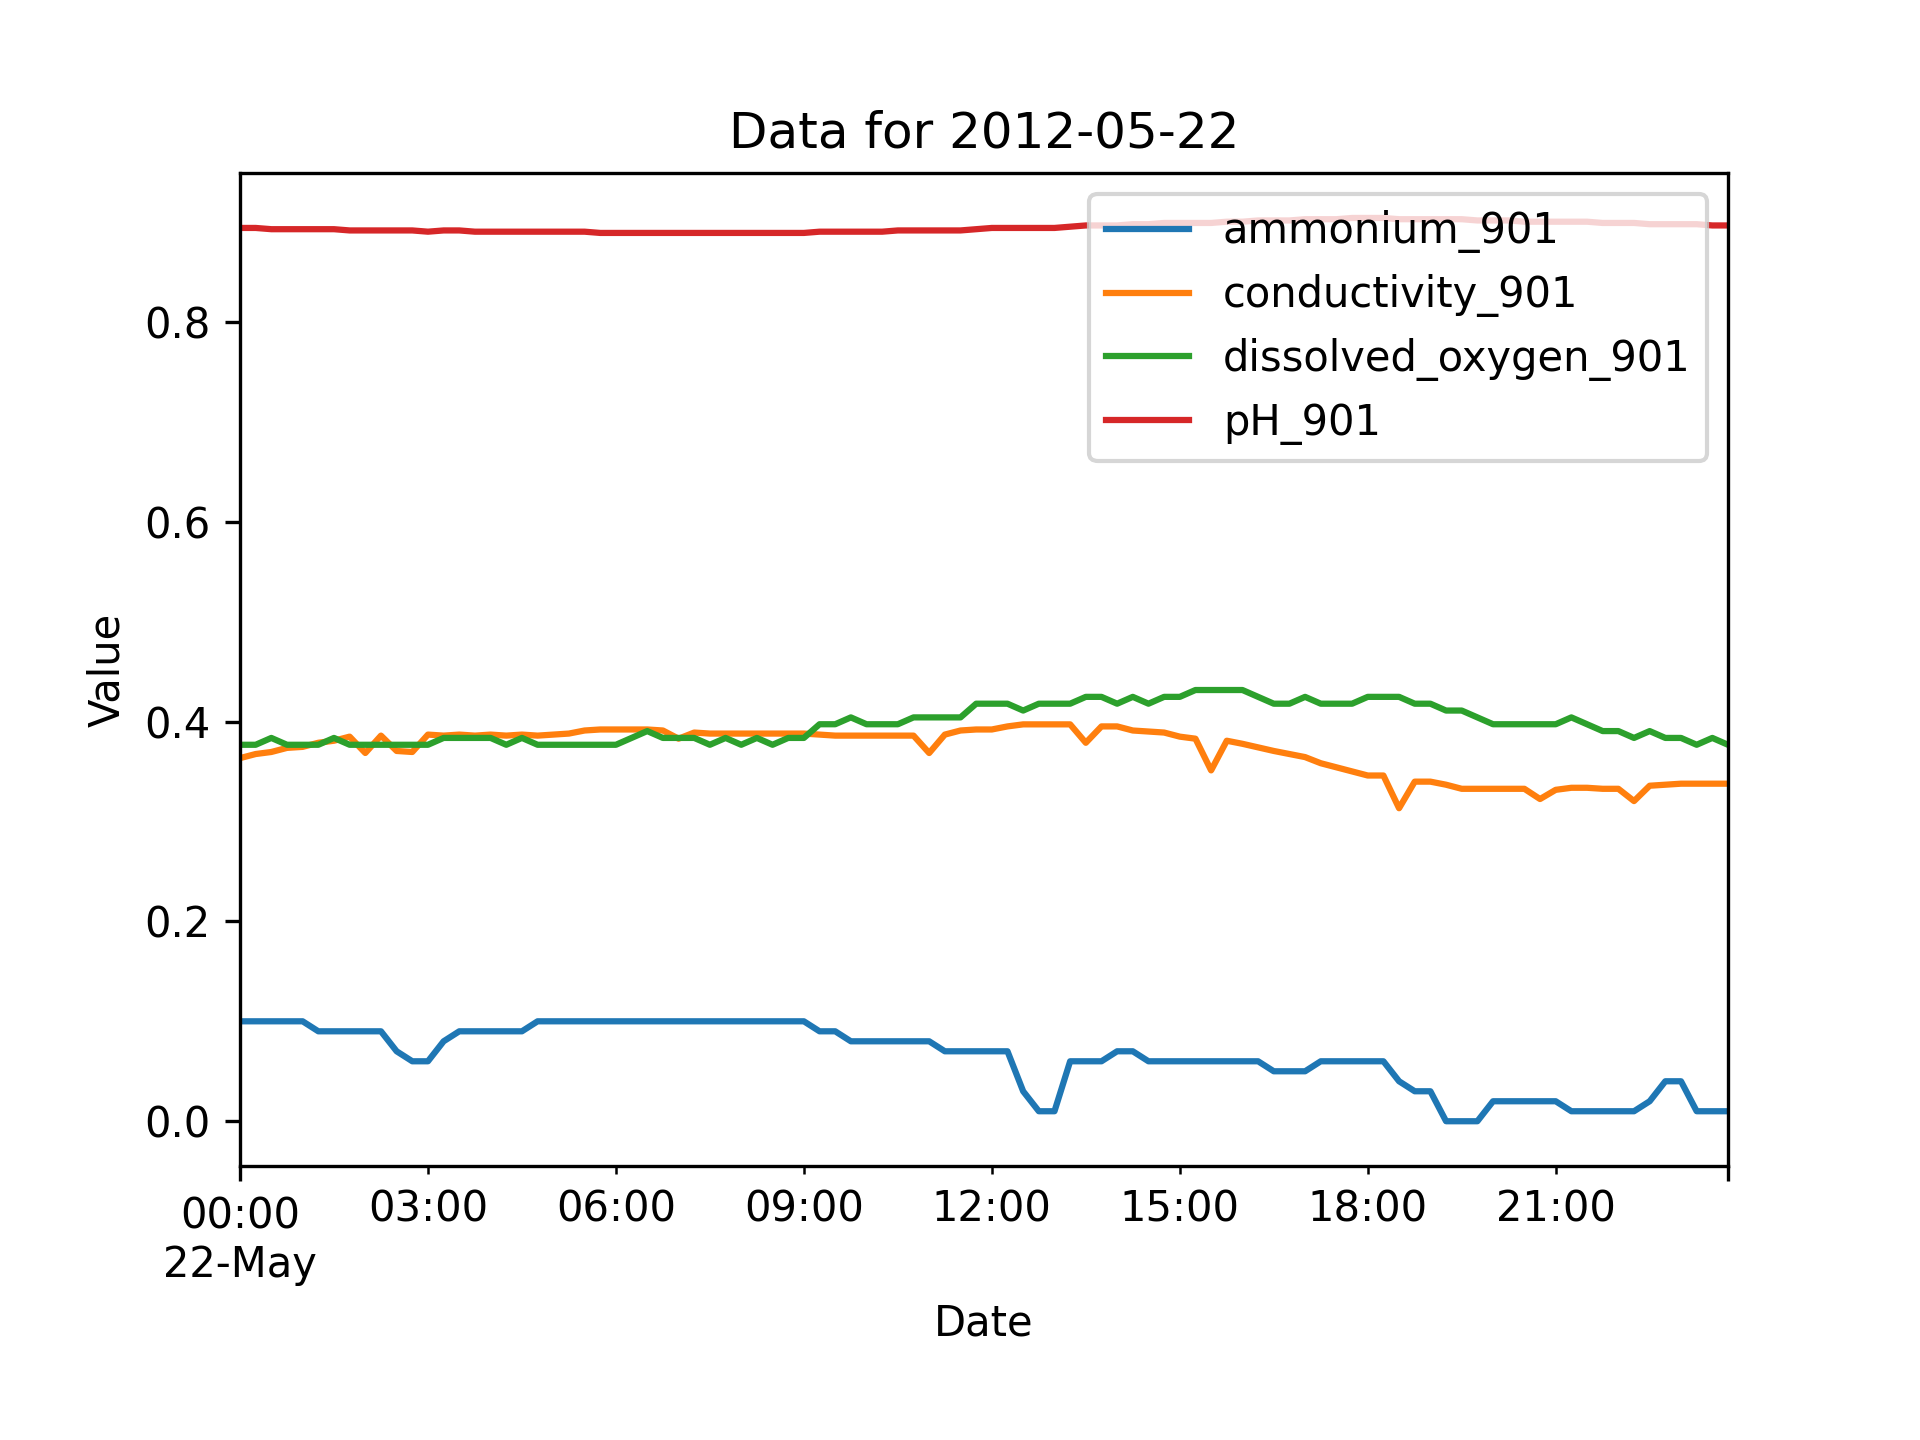 Data for 2012-05-22
ammonium_901
conductivity_901
dissolved_oxygen_901
pH_901
Value
0.8
0.6
0.4
0.2
0.0
00:00 03:00 06:00 09:00 12:00 15:00 18:00 21:00
22-May
Date